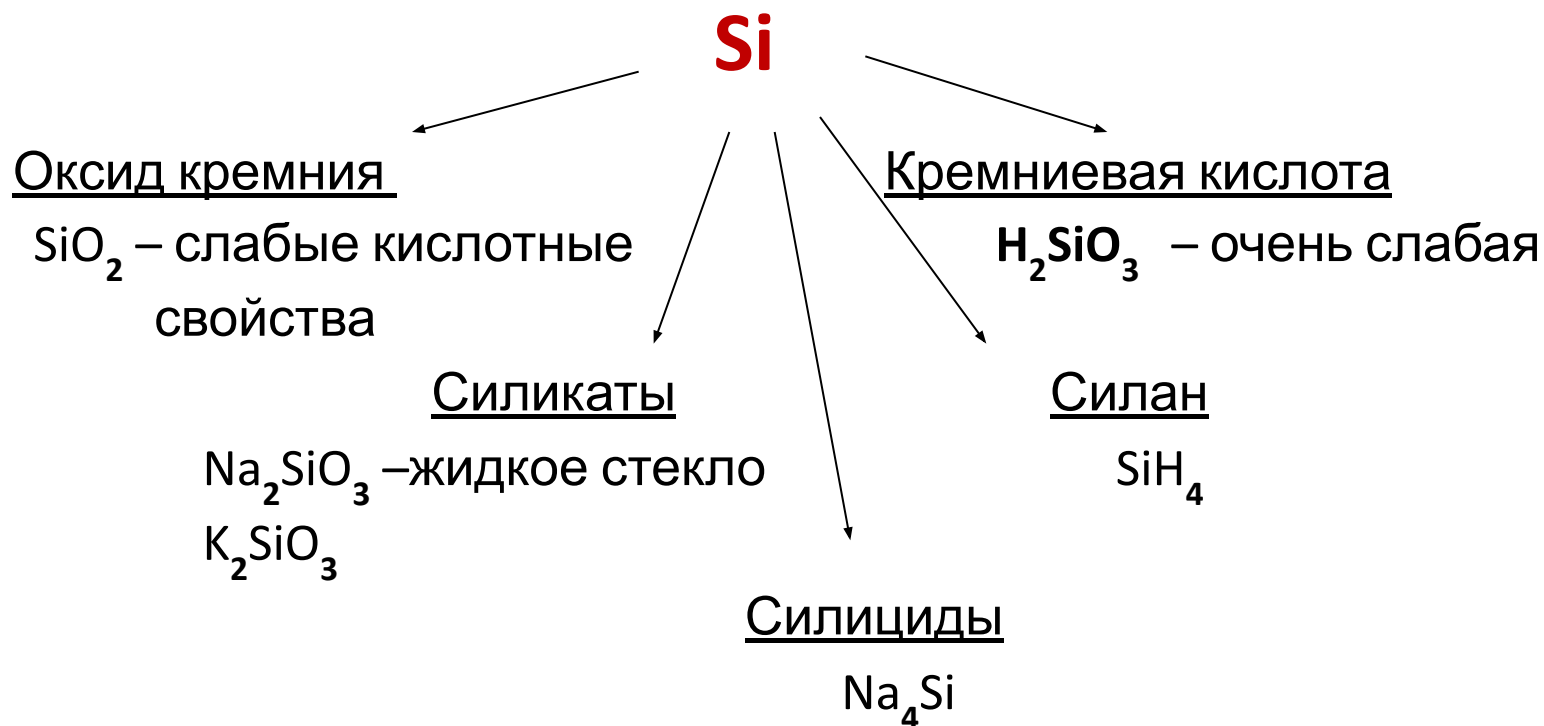 Si
Оксид кремния
Кремниевая кислота
SiO₂ – слабые кислотные
свойства
H₂SiO₃ – очень слабая
Силикаты
Силан
Na₂SiO₃ –жидкое стекло
K₂SiO₃
SiH₄
Силициды
Na₄Si